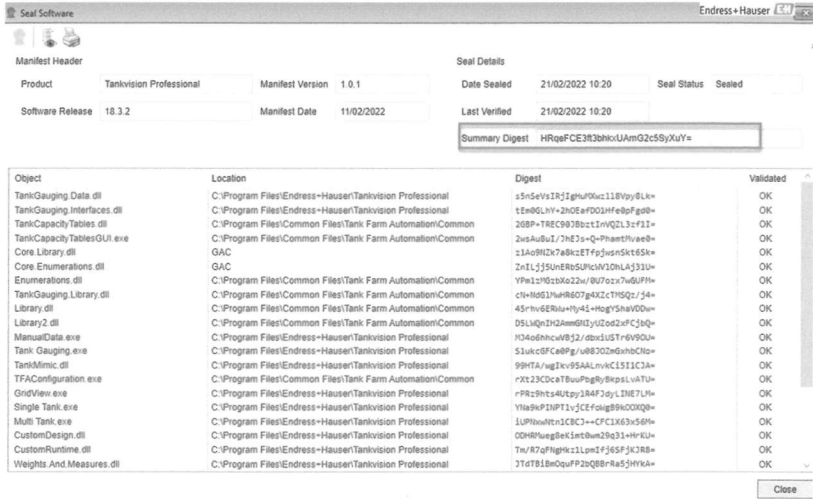 Seal Software
Endress+Hauser EH
Manifest Header
Seal Details
Product Tankvision Professional Manifest Version 1.0.1 Date Sealed 21/02/2022 10:20 Seal Status Sealed
Software Release 18.3.2 Manifest Date 11/02/2022 Last Verified 21/02/2022 10:20
Summary Digest HRqeFCE3ft3bhkxUAmG2c5SyXuY=
Object Location Digest Validated
TankGauging.Data.dll C:\Program Files\Endress+Hauser\Tankvision Professional OK
TankGauging.Interfaces.dll C:\Program Files\Endress+Hauser\Tankvision Professional OK
TankCapacityTables.dll C:\Program Files\Common Files\Tank Farm Automation\Common OK
TankCapacityTablesGUI.exe C:\Program Files\Common Files\Tank Farm Automation\Common OK
Core.Library.dll GAC OK
Core.Enumerations.dll GAC OK
Enumerations.dll C:\Program Files\Common Files\Tank Farm Automation\Common OK
TankGauging.Library.dll C:\Program Files\Endress+Hauser\Tankvision Professional OK
Library.dll C:\Program Files\Endress+Hauser\Tankvision Professional OK
Library2.dll C:\Program Files\Endress+Hauser\Tankvision Professional OK
ManualData.exe C:\Program Files\Endress+Hauser\Tankvision Professional OK
Tank Gauging.exe C:\Program Files\Endress+Hauser\Tankvision Professional OK
TankMimic.dll C:\Program Files\Endress+Hauser\Tankvision Professional OK
TFAConfiguration.exe C:\Program Files\Common Files\Tank Farm Automation\Common OK
GridView.exe C:\Program Files\Endress+Hauser\Tankvision Professional OK
Single Tank.exe C:\Program Files\Endress+Hauser\Tankvision Professional OK
Multi Tank.exe C:\Program Files\Endress+Hauser\Tankvision Professional OK
CustomDesign.dll C:\Program Files\Endress+Hauser\Tankvision Professional OK
CustomRuntime.dll C:\Program Files\Endress+Hauser\Tankvision Professional OK
Weights.And.Measures.dll C:\Program Files\Endress+Hauser\Tankvision Professional OK
Close